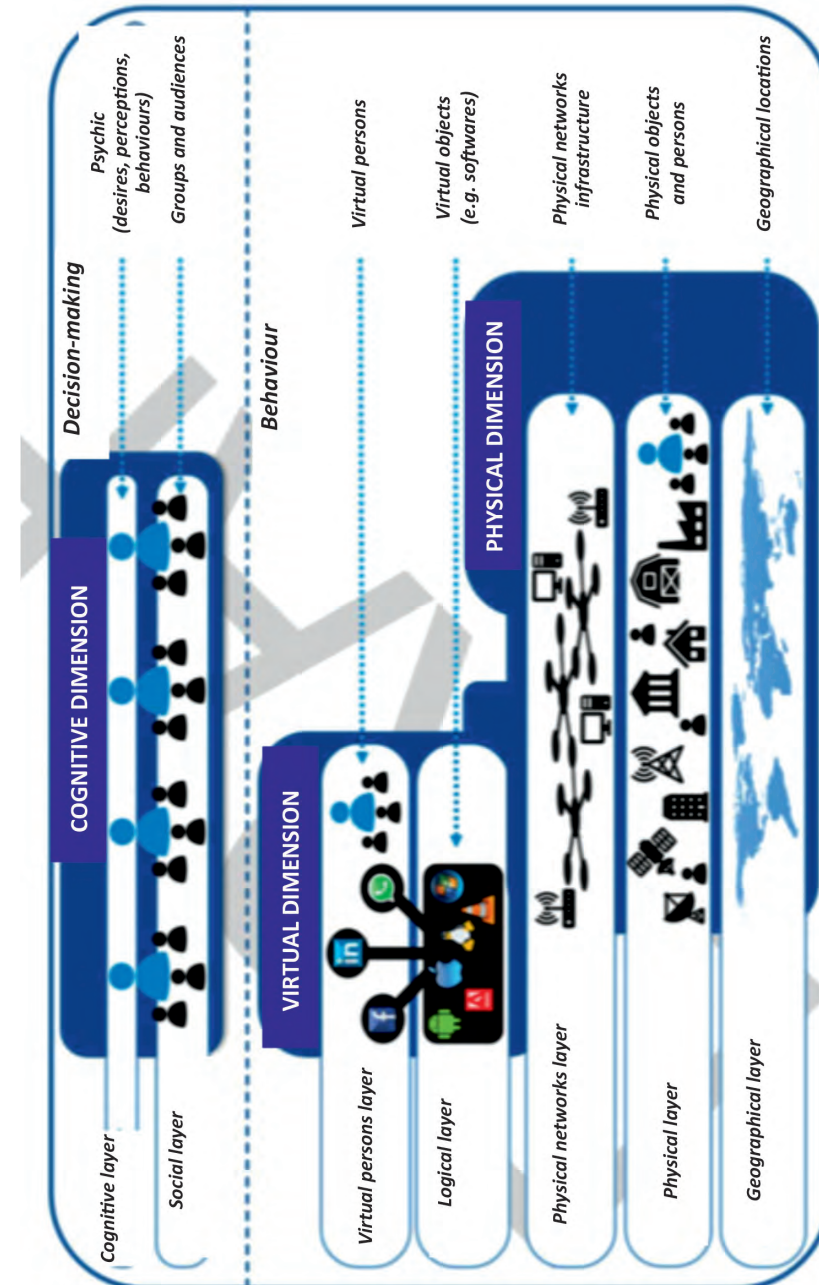 Decision-making
COGNITIVE DIMENSION
Cognitive layer
Psychic
(desires, perceptions,
behaviours)
Social layer
Groups and audiences
Behaviour
VIRTUAL DIMENSION
Virtual persons layer
Virtual persons
f
in
Logical layer
Virtual objects
(e.g. softwares)
PHYSICAL DIMENSION
Physical networks layer
Physical networks
infrastructure
Physical layer
Physical objects
and persons
Geographical layer
Geographical locations